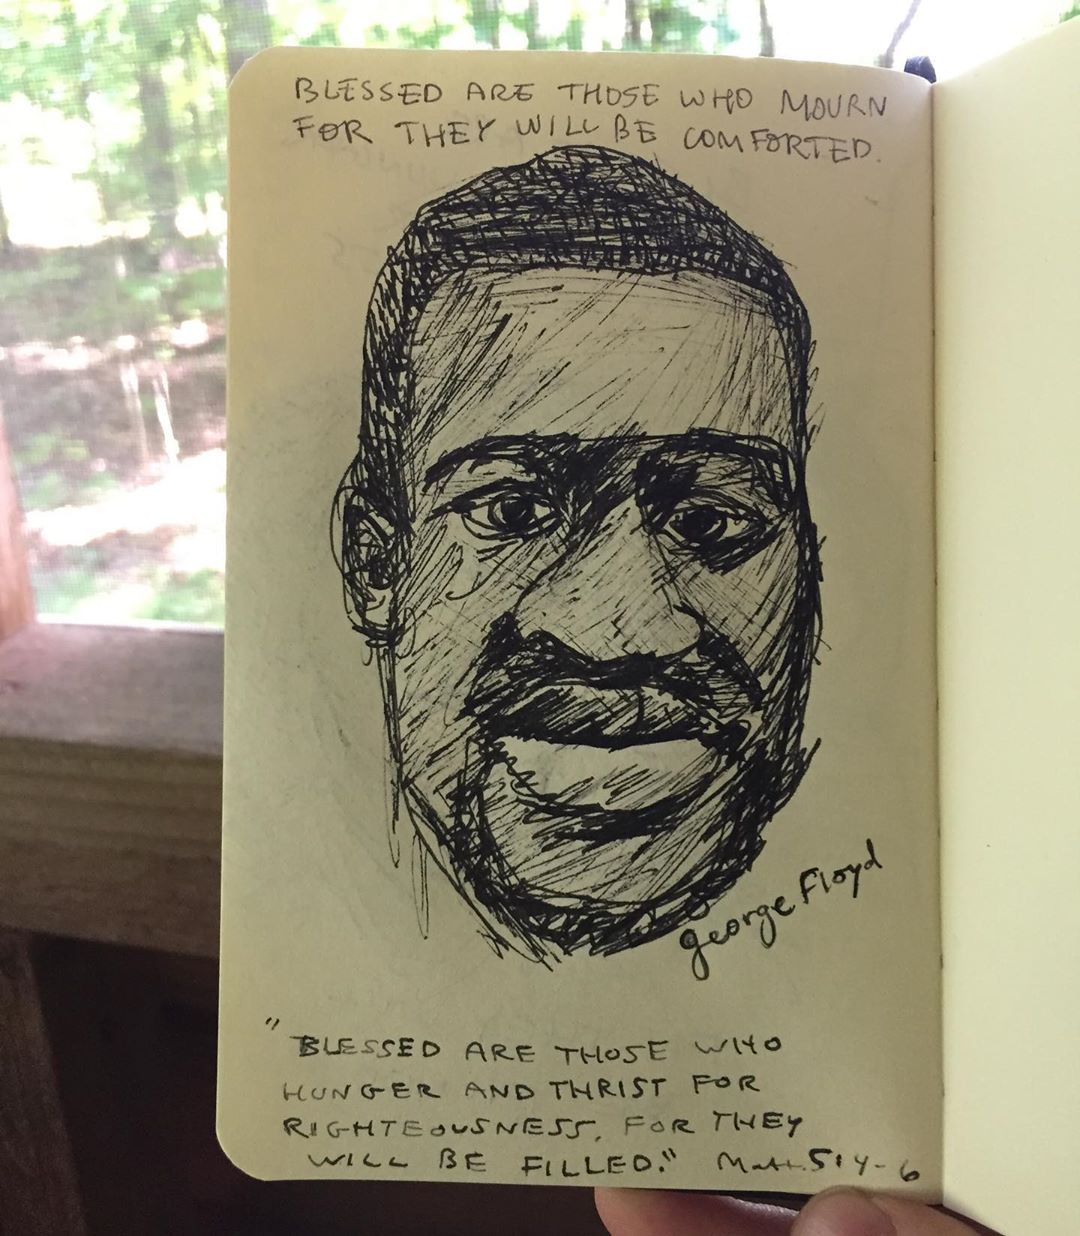 BLESSED ARE THOSE WHO MOURN
FOR THEY WILL BE COMFORTED.
George Floyd
"BLESSED ARE THOSE WHO
HUNGER AND THRIST FOR
RIGHTEOUSNESS, FOR THEY
WILL BE FILLED." Matt. 5:4-6